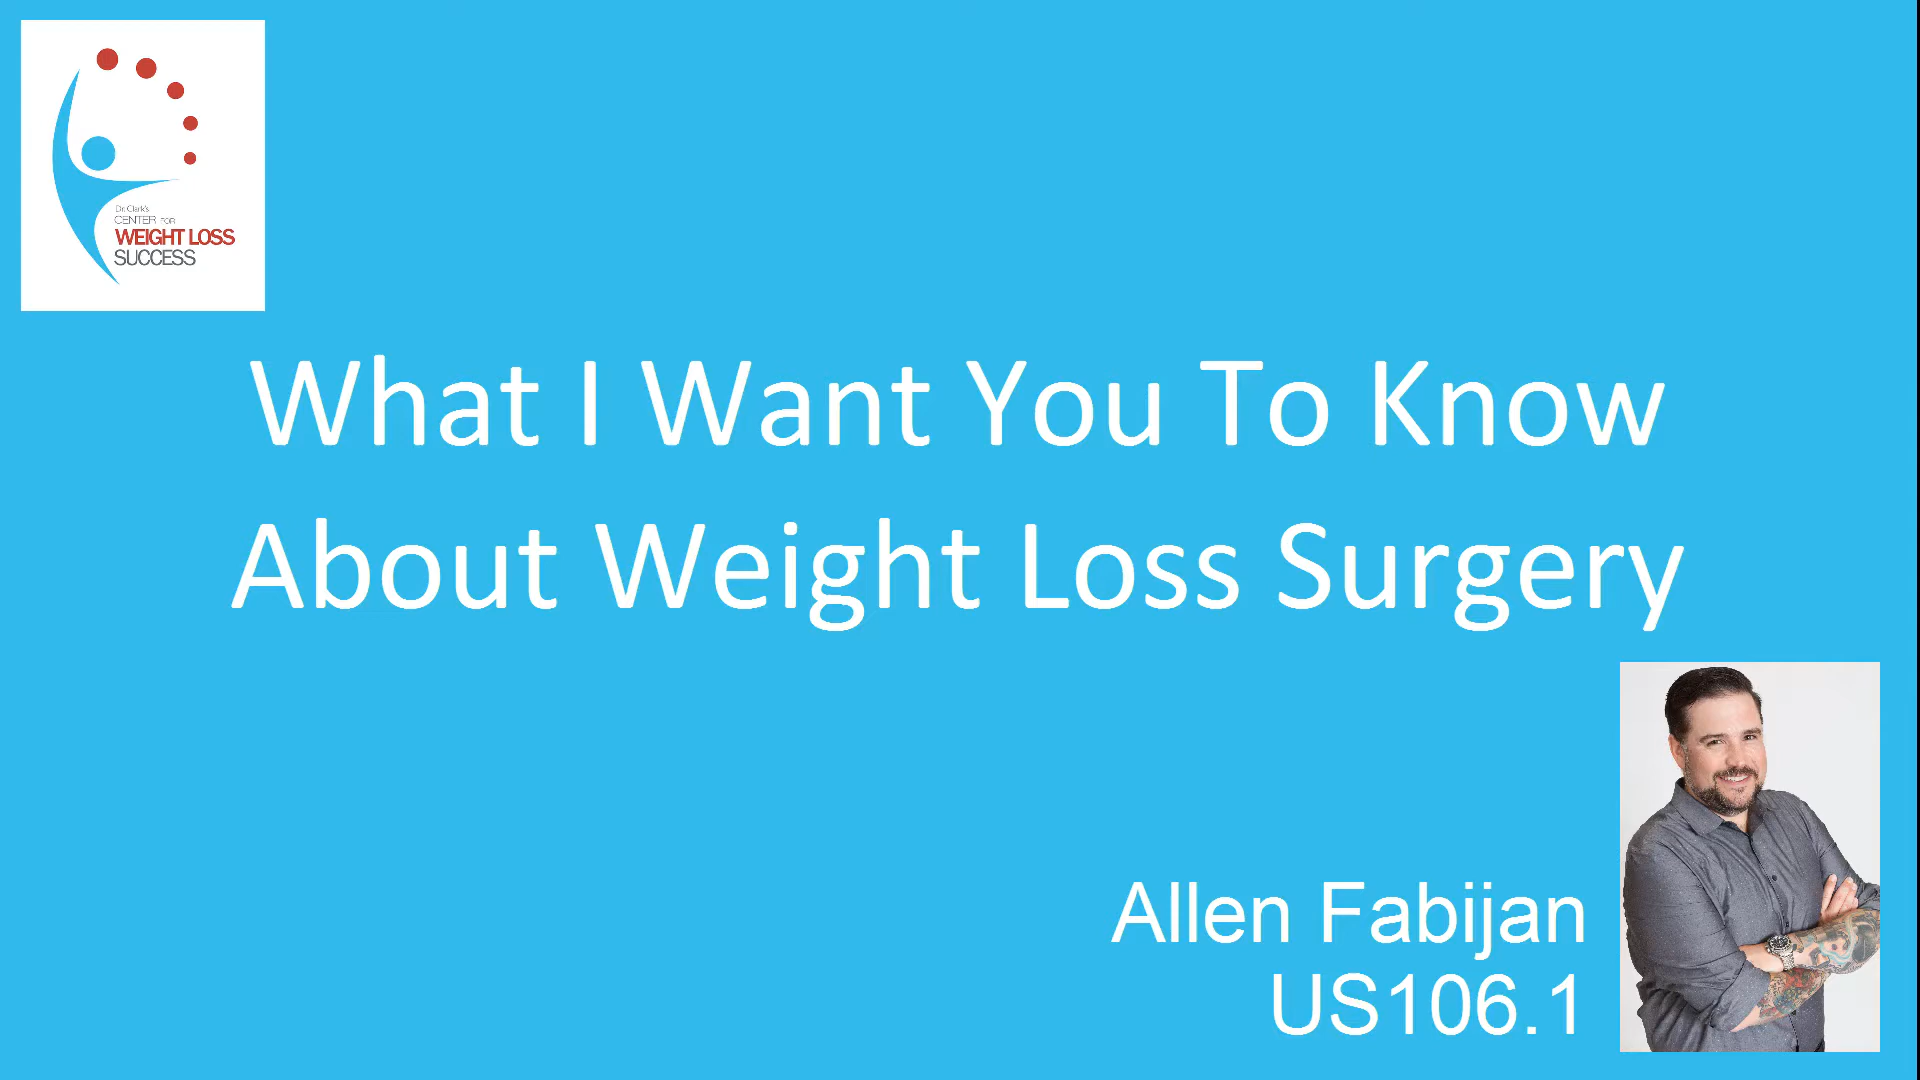 Dr. Clark's
CENTER FOR
WEIGHT LOSS
SUCCESS
What I Want You To Know
About Weight Loss Surgery
Allen Fabijan
US106.1